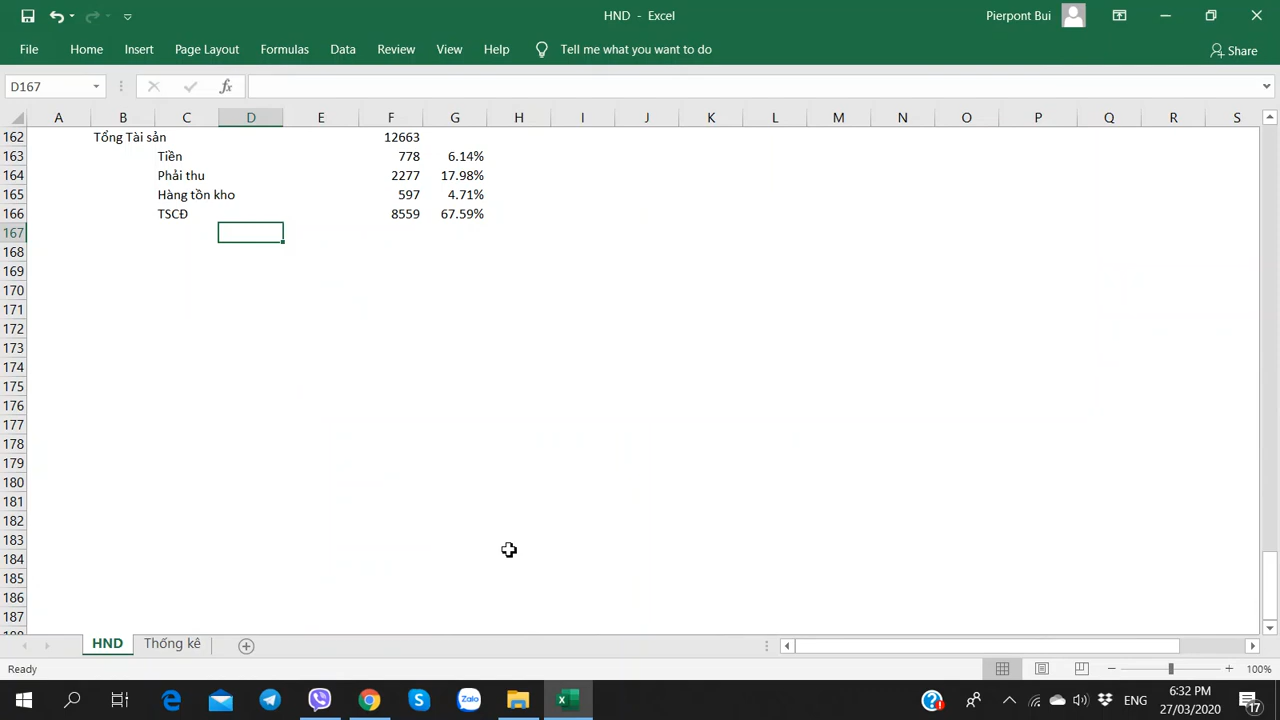 HND - Excel
Pierpont Bui
File Home Insert Page Layout Formulas Data Review View Help Tell me what you want to do Share
D167 fx
A B C D E F G H I J K L M N O P Q R S
162 Tổng Tài sản 12663
163 Tiền 778 6.14%
164 Phải thu 2277 17.98%
165 Hàng tồn kho 597 4.71%
166 TSCĐ 8559 67.59%
167
168
169
170
171
172
173
174
175
176
177
178
179
180
181
182
183
184
185
186
187
HND Thống kê
Ready 100%
Zalo ENG 6:32 PM
27/03/2020 17